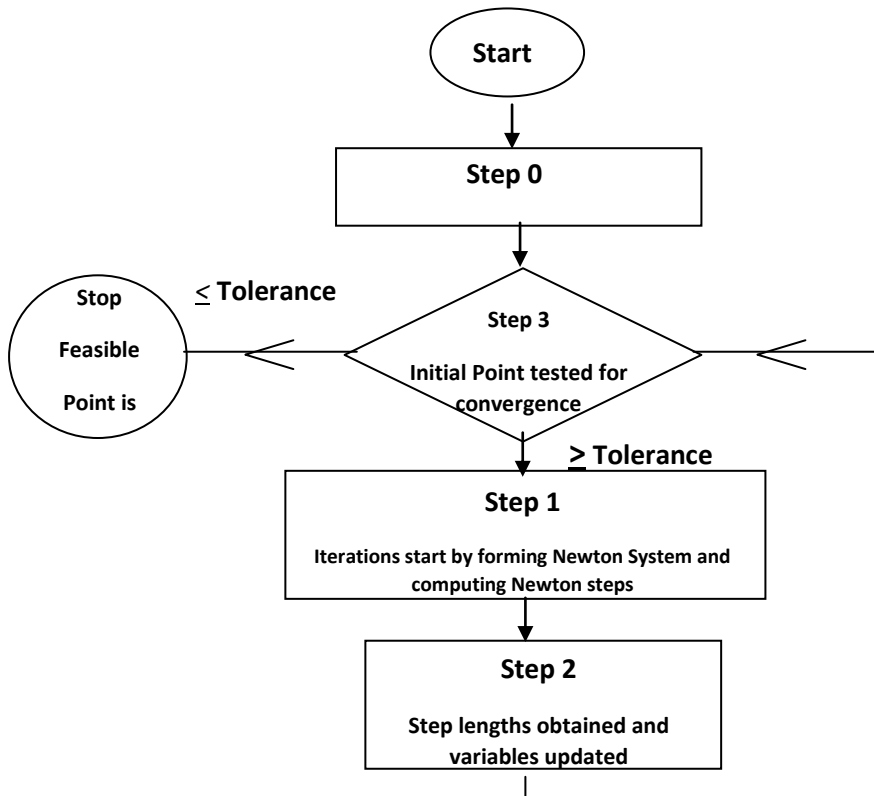 Start
Step 0
≤ Tolerance
Stop
Feasible
Point is
Step 3
Initial Point tested for
convergence
≥ Tolerance
Step 1
Iterations start by forming Newton System and
computing Newton steps
Step 2
Step lengths obtained and
variables updated